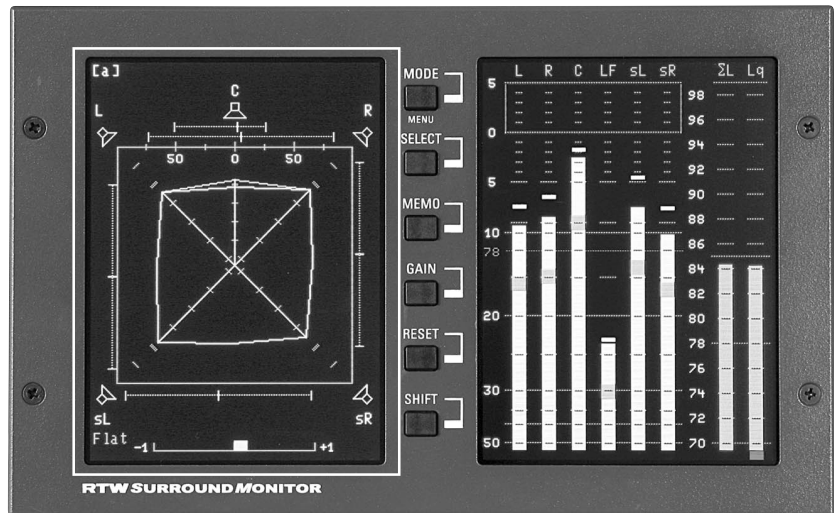 [a]
C
L R
50 0 50
sL sR
Flat
-1 +1
MODE
MENU
SELECT
MEMO
GAIN
RESET
SHIFT
L R C LF sL sR ΣL Lq
5
0
5
10
78
20
30
50
98
96
94
92
90
88
86
84
82
80
78
76
74
72
70
RTW SURROUND MONITOR